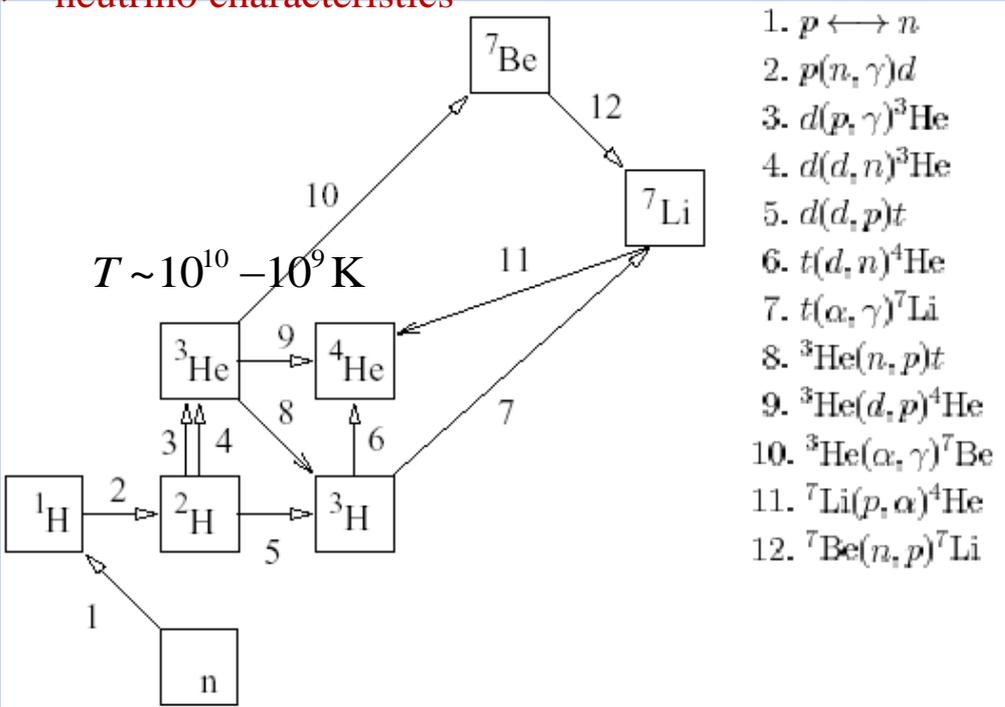 neutrino characteristics
⁷Be
12
10
⁷Li
T ~ 10¹⁰ – 10⁹ K
11
³He
9
⁴He
8
7
3
4
6
¹H
2
²H
³H
5
1
n
1. p ⟷ n
2. p(n, γ)d
3. d(p, γ)³He
4. d(d, n)³He
5. d(d, p)t
6. t(d, n)⁴He
7. t(α, γ)⁷Li
8. ³He(n, p)t
9. ³He(d, p)⁴He
10. ³He(α, γ)⁷Be
11. ⁷Li(p, α)⁴He
12. ⁷Be(n, p)⁷Li